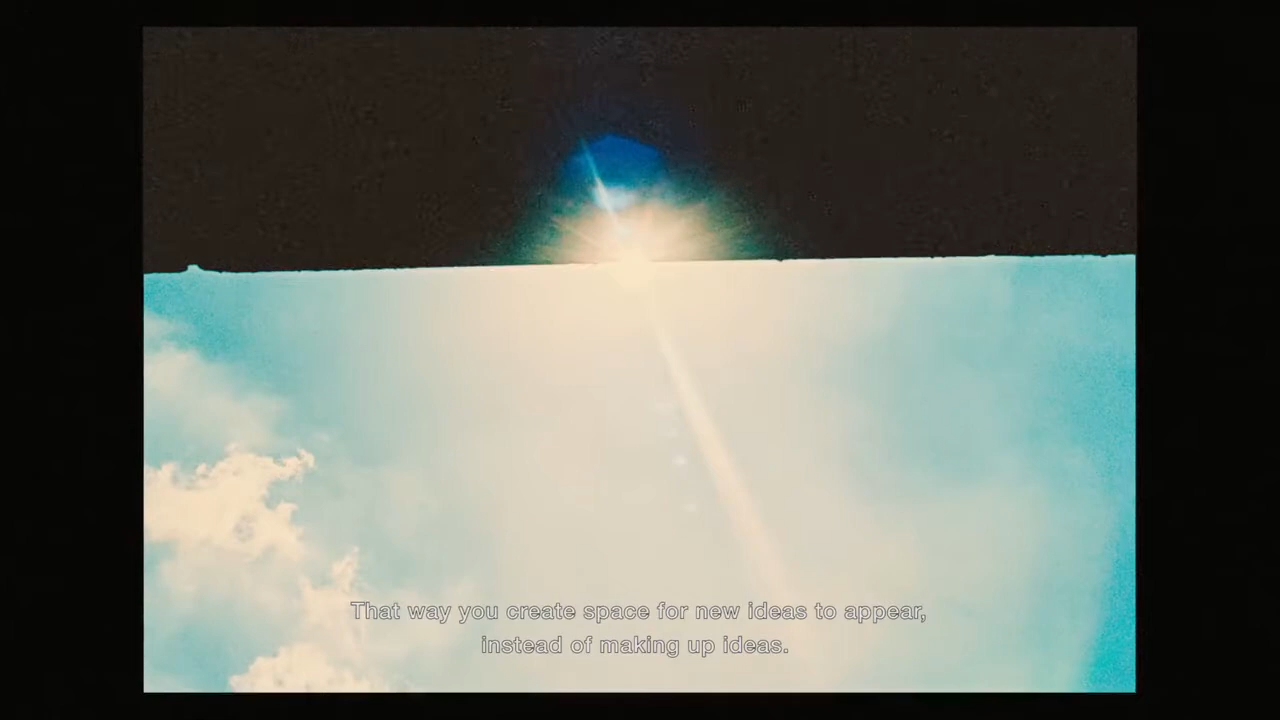 That way you create space for new ideas to appear,
instead of making up ideas.